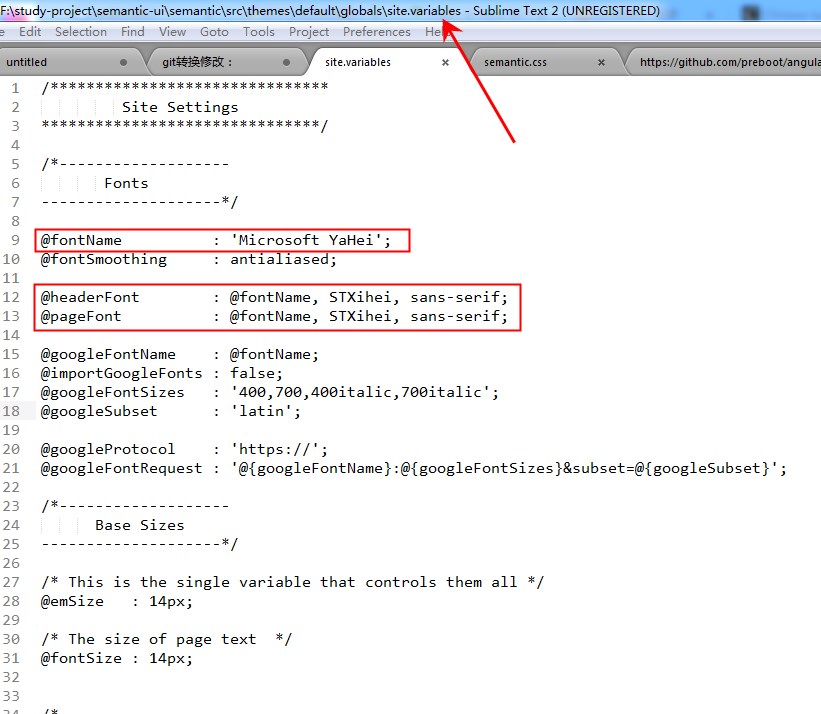 F:\study-project\semantic-ui\semantic\src\themes\default\globals\site.variables - Sublime Text 2 (UNREGISTERED)
e Edit Selection Find View Goto Tools Project Preferences He
untitled git转换修改： site.variables × semantic.css × https://github.com/preboot/angula
1 /*******************************
2 Site Settings
3 *******************************/
4
5 /*-------------------
6 Fonts
7 --------------------*/
8
9 @fontName : 'Microsoft YaHei';
10 @fontSmoothing : antialiased;
11
12 @headerFont : @fontName, STXihei, sans-serif;
13 @pageFont : @fontName, STXihei, sans-serif;
14
15 @googleFontName : @fontName;
16 @importGoogleFonts : false;
17 @googleFontSizes : '400,700,400italic,700italic';
18 @googleSubset : 'latin';
19
20 @googleProtocol : 'https://';
21 @googleFontRequest : '@{googleFontName}:@{googleFontSizes}&subset=@{googleSubset}';
22
23 /*-------------------
24 Base Sizes
25 --------------------*/
26
27 /* This is the single variable that controls them all */
28 @emSize : 14px;
29
30 /* The size of page text */
31 @fontSize : 14px;
32
33
34 /*